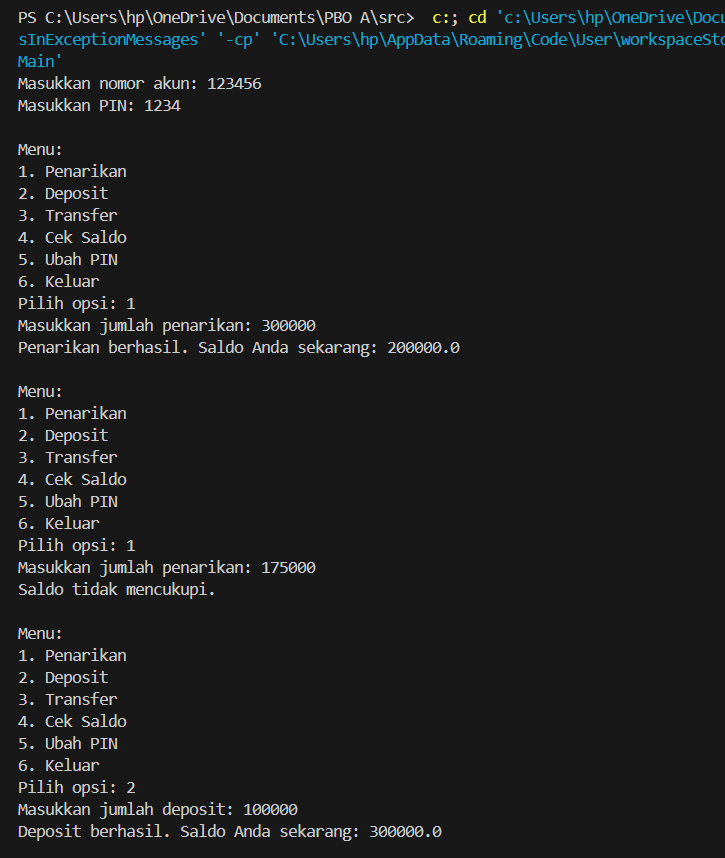 PS C:\Users\hp\OneDrive\Documents\PBO A\src>  c:; cd 'c:\Users\hp\OneDrive\Docu
sInExceptionMessages' '-cp' 'C:\Users\hp\AppData\Roaming\Code\User\workspaceSto
Main'
Masukkan nomor akun: 123456
Masukkan PIN: 1234

Menu:
1. Penarikan
2. Deposit
3. Transfer
4. Cek Saldo
5. Ubah PIN
6. Keluar
Pilih opsi: 1
Masukkan jumlah penarikan: 300000
Penarikan berhasil. Saldo Anda sekarang: 200000.0

Menu:
1. Penarikan
2. Deposit
3. Transfer
4. Cek Saldo
5. Ubah PIN
6. Keluar
Pilih opsi: 1
Masukkan jumlah penarikan: 175000
Saldo tidak mencukupi.

Menu:
1. Penarikan
2. Deposit
3. Transfer
4. Cek Saldo
5. Ubah PIN
6. Keluar
Pilih opsi: 2
Masukkan jumlah deposit: 100000
Deposit berhasil. Saldo Anda sekarang: 300000.0